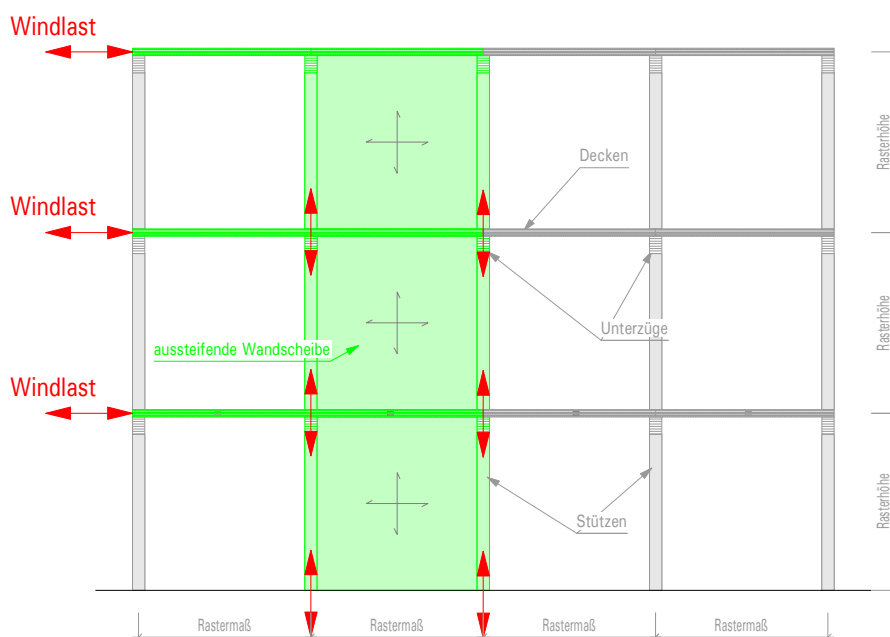 Windlast
Decken
Rasterhöhe
Windlast
Unterzüge
Rasterhöhe
aussteifende Wandscheibe
Windlast
Stützen
Rasterhöhe
Rastermaß
Rastermaß
Rastermaß
Rastermaß